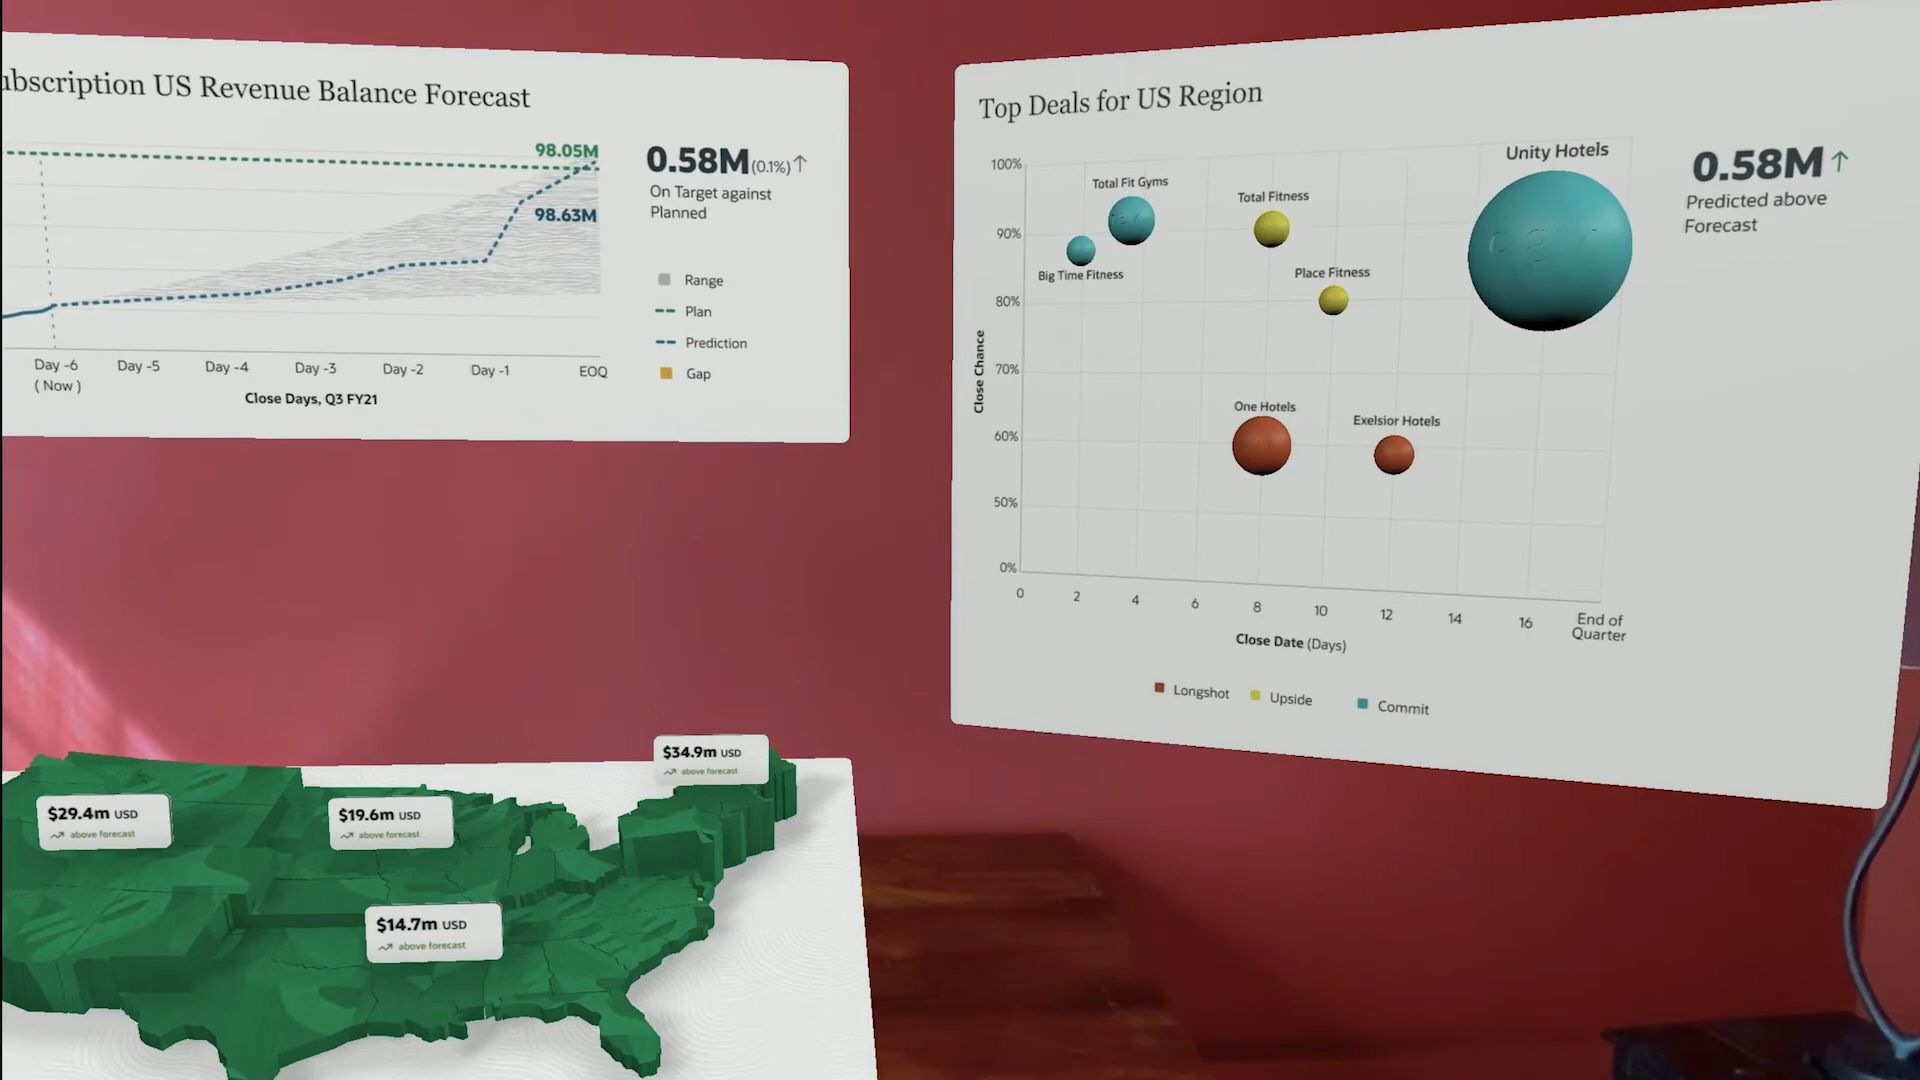 ubscription US Revenue Balance Forecast
98.05M
98.63M
0.58M (0.1%)↑
On Target against
Planned
Range
Plan
Prediction
Gap
Day -6
( Now )
Day -5
Day -4
Day -3
Day -2
Day -1
EOQ
Close Days, Q3 FY21
Top Deals for US Region
0.58M↑
Predicted above
Forecast
Close Chance
100%
90%
80%
70%
60%
50%
0%
Unity Hotels
Total Fit Gyms
Total Fitness
Big Time Fitness
Place Fitness
One Hotels
Exelsior Hotels
0
2
4
6
8
10
12
14
16
End of
Quarter
Close Date (Days)
Longshot
Upside
Commit
$34.9m USD
above forecast
$29.4m USD
above forecast
$19.6m USD
above forecast
$14.7m USD
above forecast